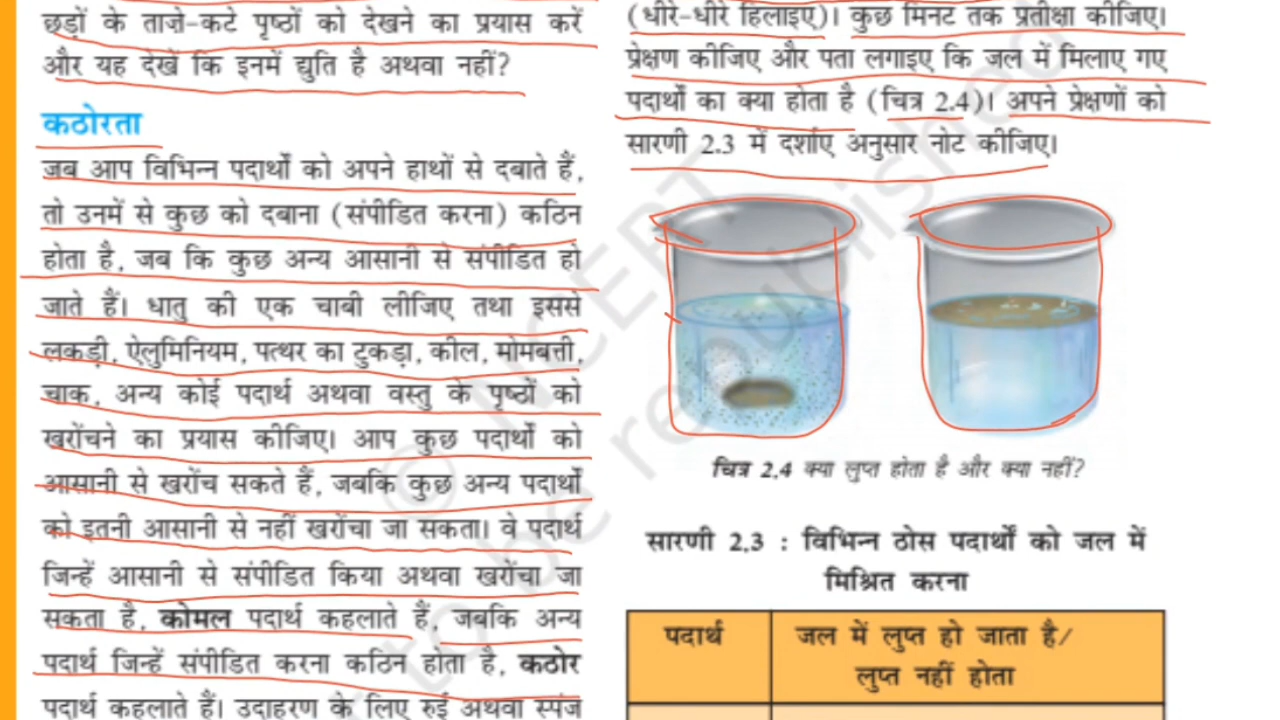 छड़ों के ताजे-कटे पृष्ठों को देखने का प्रयास करें
और यह देखें कि इनमें द्युति है अथवा नहीं?
कठोरता
जब आप विभिन्न पदार्थों को अपने हाथों से दबाते हैं,
तो उनमें से कुछ को दबाना (संपीडित करना) कठिन
होता है, जब कि कुछ अन्य आसानी से संपीडित हो
जाते हैं। धातु की एक चाबी लीजिए तथा इससे
लकड़ी, ऐलुमिनियम, पत्थर का टुकड़ा, कील, मोमबत्ती,
चाक, अन्य कोई पदार्थ अथवा वस्तु के पृष्ठों को
खरोंचने का प्रयास कीजिए। आप कुछ पदार्थों को
आसानी से खरोंच सकते हैं, जबकि कुछ अन्य पदार्थों
को इतनी आसानी से नहीं खरोंचा जा सकता। वे पदार्थ
जिन्हें आसानी से संपीडित किया अथवा खरोंचा जा
सकता है, कोमल पदार्थ कहलाते हैं, जबकि अन्य
पदार्थ जिन्हें संपीडित करना कठिन होता है, कठोर
पदार्थ कहलाते हैं। उदाहरण के लिए रुई अथवा स्पंज
(धीरे-धीरे हिलाइए)। कुछ मिनट तक प्रतीक्षा कीजिए।
प्रेक्षण कीजिए और पता लगाइए कि जल में मिलाए गए
पदार्थों का क्या होता है (चित्र 2.4)। अपने प्रेक्षणों को
सारणी 2.3 में दर्शाए अनुसार नोट कीजिए।
चित्र 2.4 क्या लुप्त होता है और क्या नहीं?
सारणी 2.3 : विभिन्न ठोस पदार्थों को जल में
मिश्रित करना
पदार्थ
जल में लुप्त हो जाता है/
लुप्त नहीं होता
© NCERT
not to be republished